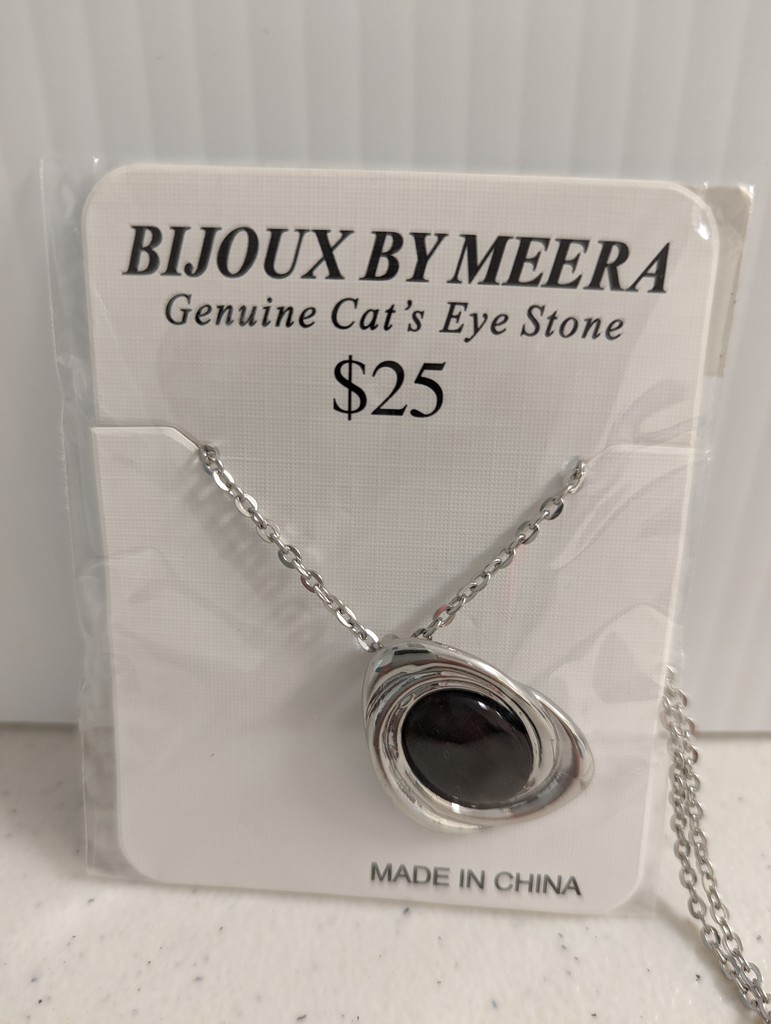 BIJOUX BY MEERA
Genuine Cat's Eye Stone
$25
MADE IN CHINA